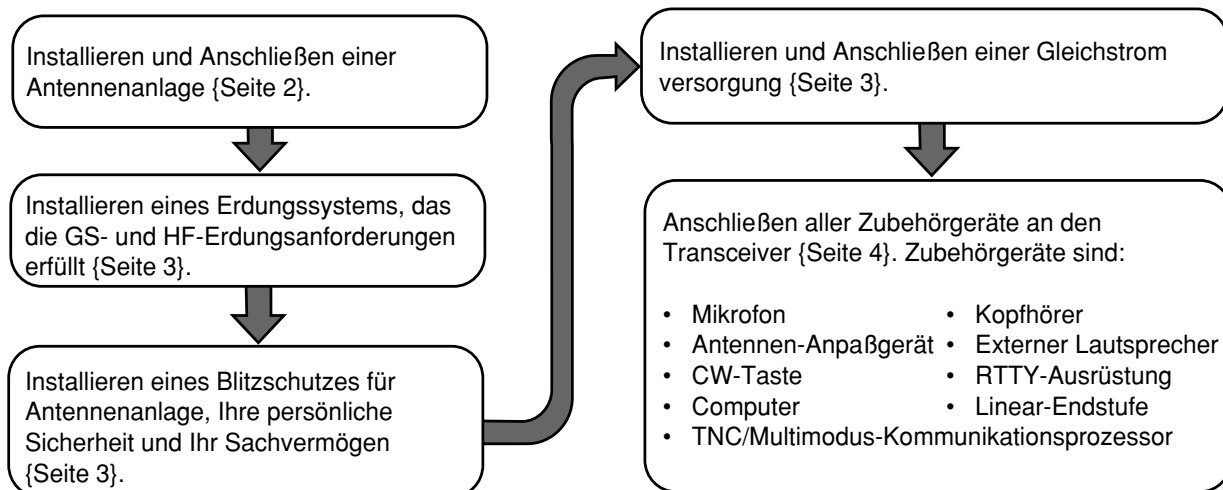 Installieren und Anschließen einer
Antennenanlage {Seite 2}.
Installieren eines Erdungssystems, das
die GS- und HF-Erdungsanforderungen
erfüllt {Seite 3}.
Installieren eines Blitzschutzes für
Antennenanlage, Ihre persönliche
Sicherheit und Ihr Sachvermögen
{Seite 3}.
Installieren und Anschließen einer Gleichstrom
versorgung {Seite 3}.
Anschließen aller Zubehörgeräte an den
Transceiver {Seite 4}. Zubehörgeräte sind:
• Mikrofon
• Antennen-Anpaßgerät
• CW-Taste
• Computer
• TNC/Multimodus-Kommunikationsprozessor
• Kopfhörer
• Externer Lautsprecher
• RTTY-Ausrüstung
• Linear-Endstufe